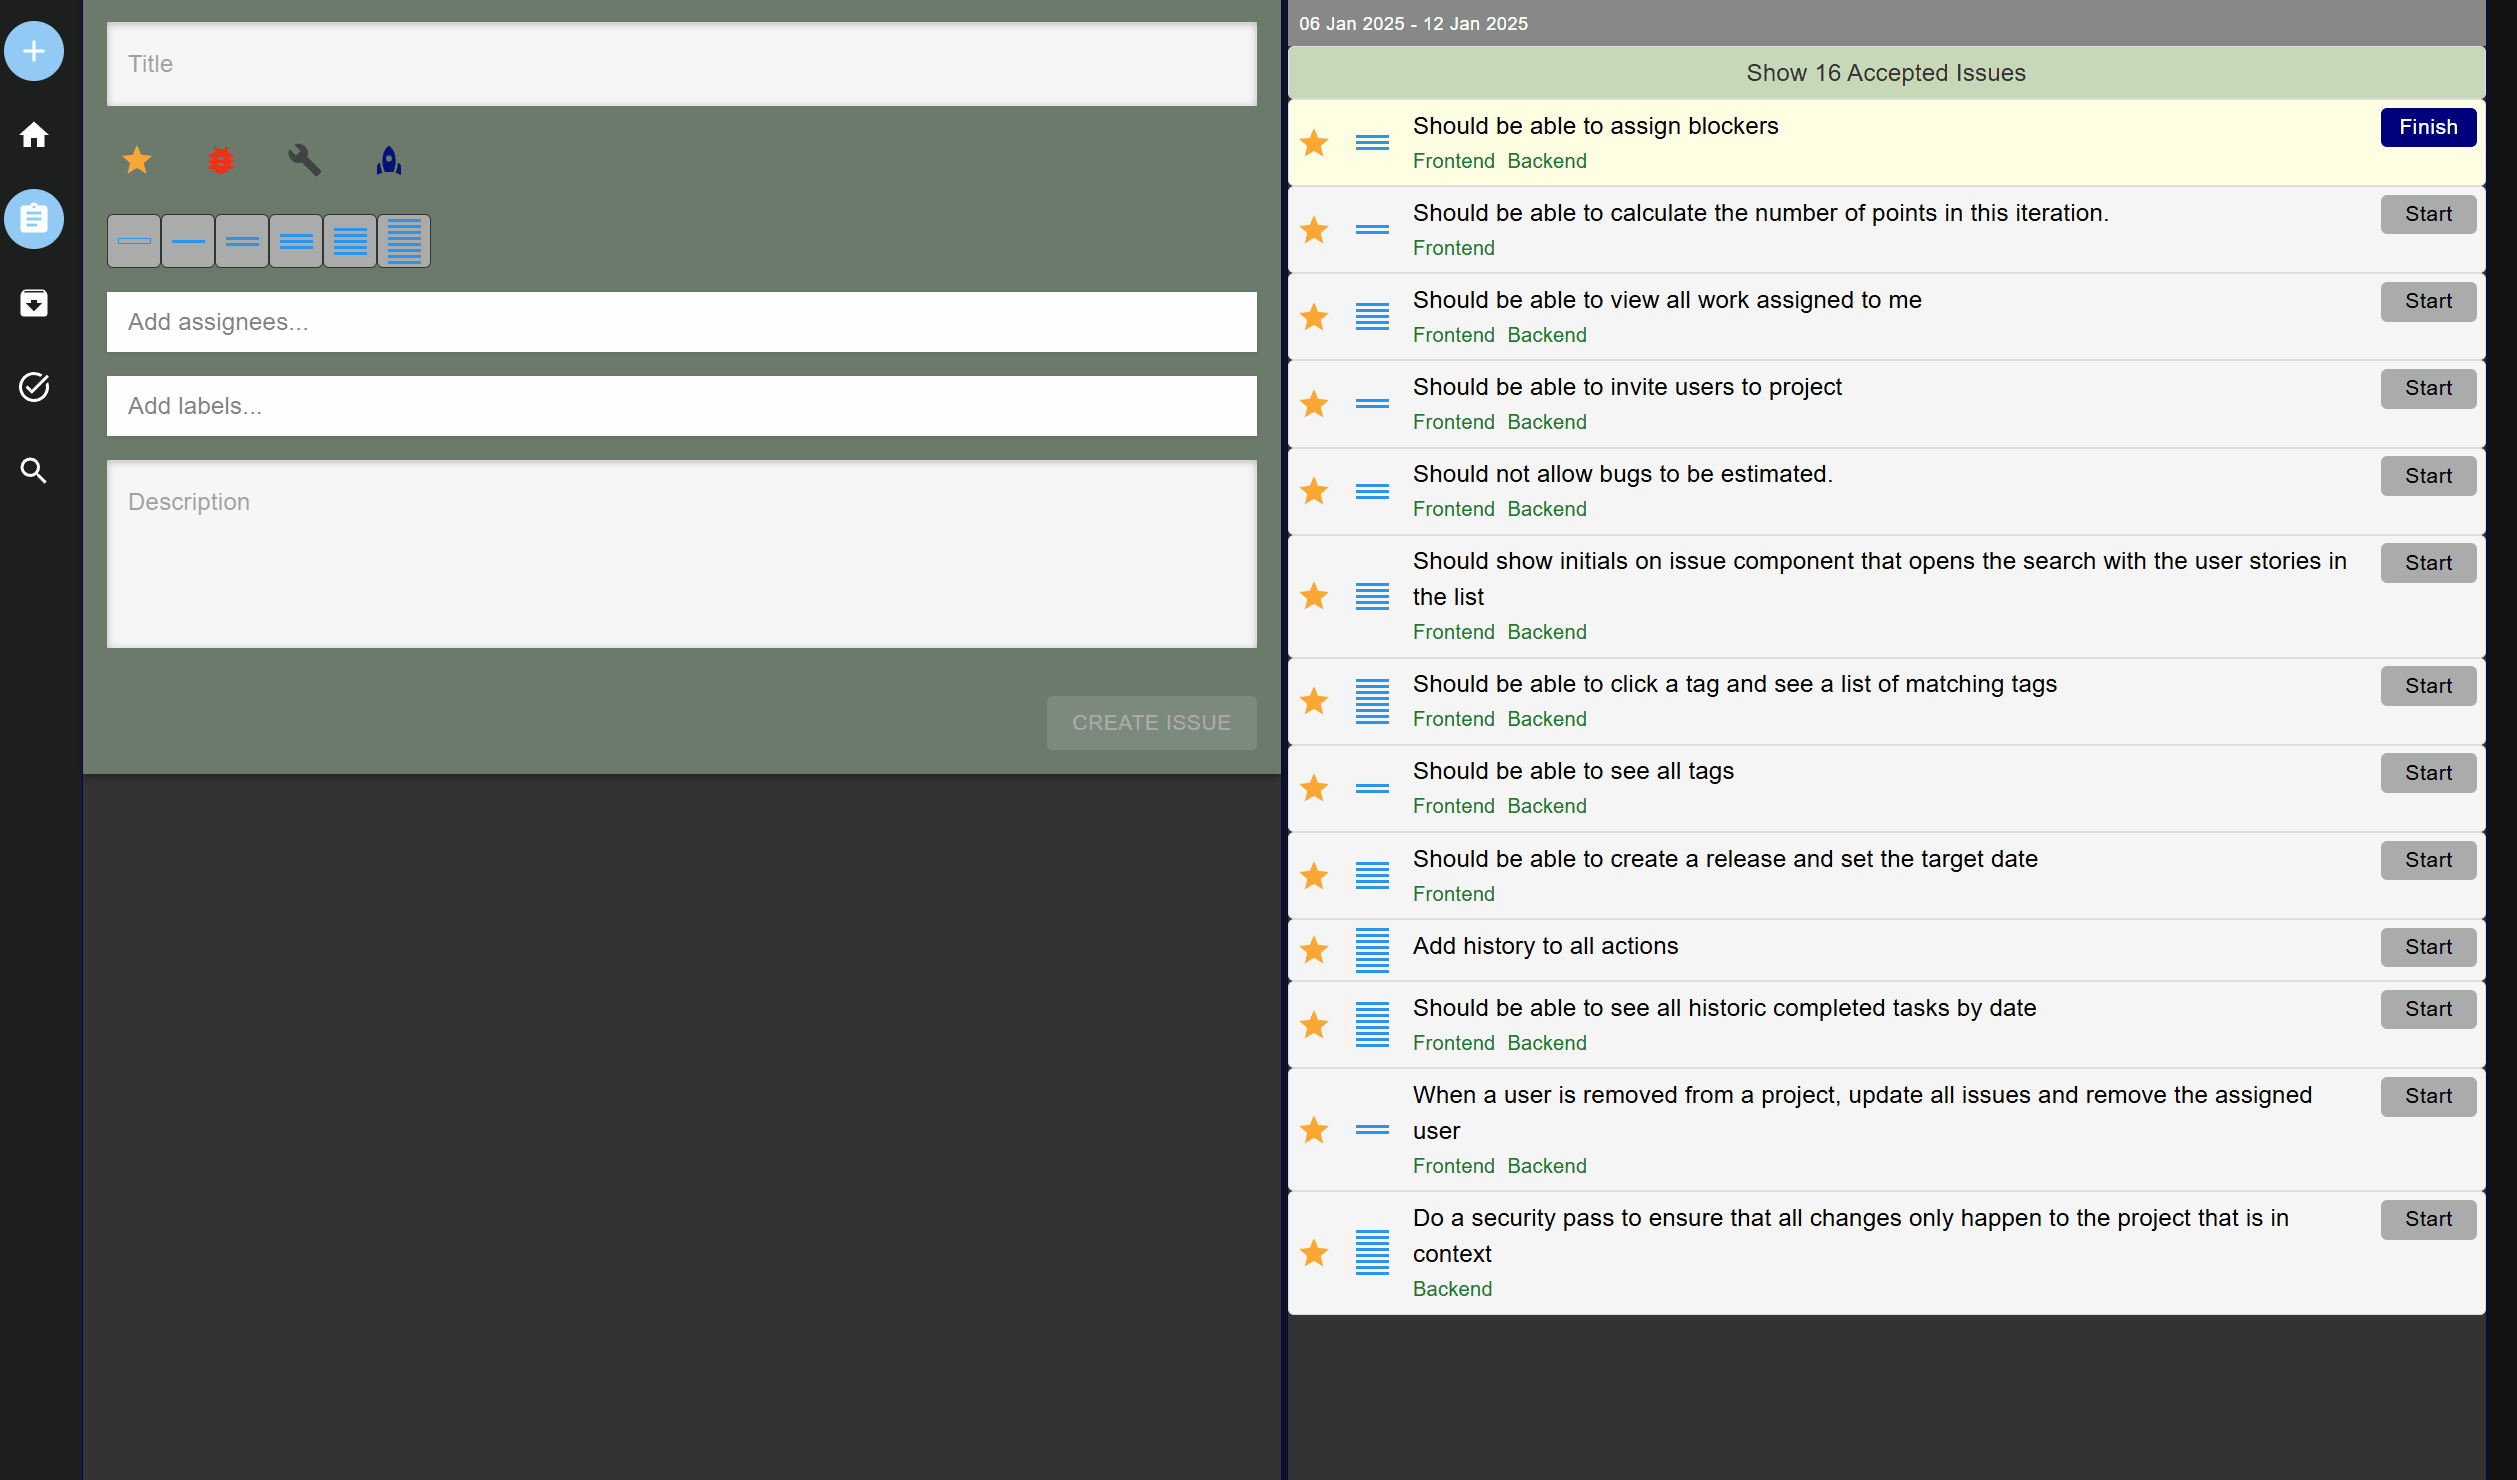 Title
Add assignees...
Add labels...
Description
CREATE ISSUE
06 Jan 2025 - 12 Jan 2025
Show 16 Accepted Issues
Should be able to assign blockers
Frontend Backend
Finish
Should be able to calculate the number of points in this iteration.
Frontend
Start
Should be able to view all work assigned to me
Frontend Backend
Start
Should be able to invite users to project
Frontend Backend
Start
Should not allow bugs to be estimated.
Frontend Backend
Start
Should show initials on issue component that opens the search with the user stories in
the list
Frontend Backend
Start
Should be able to click a tag and see a list of matching tags
Frontend Backend
Start
Should be able to see all tags
Frontend Backend
Start
Should be able to create a release and set the target date
Frontend
Start
Add history to all actions
Start
Should be able to see all historic completed tasks by date
Frontend Backend
Start
When a user is removed from a project, update all issues and remove the assigned
user
Frontend Backend
Start
Do a security pass to ensure that all changes only happen to the project that is in
context
Backend
Start